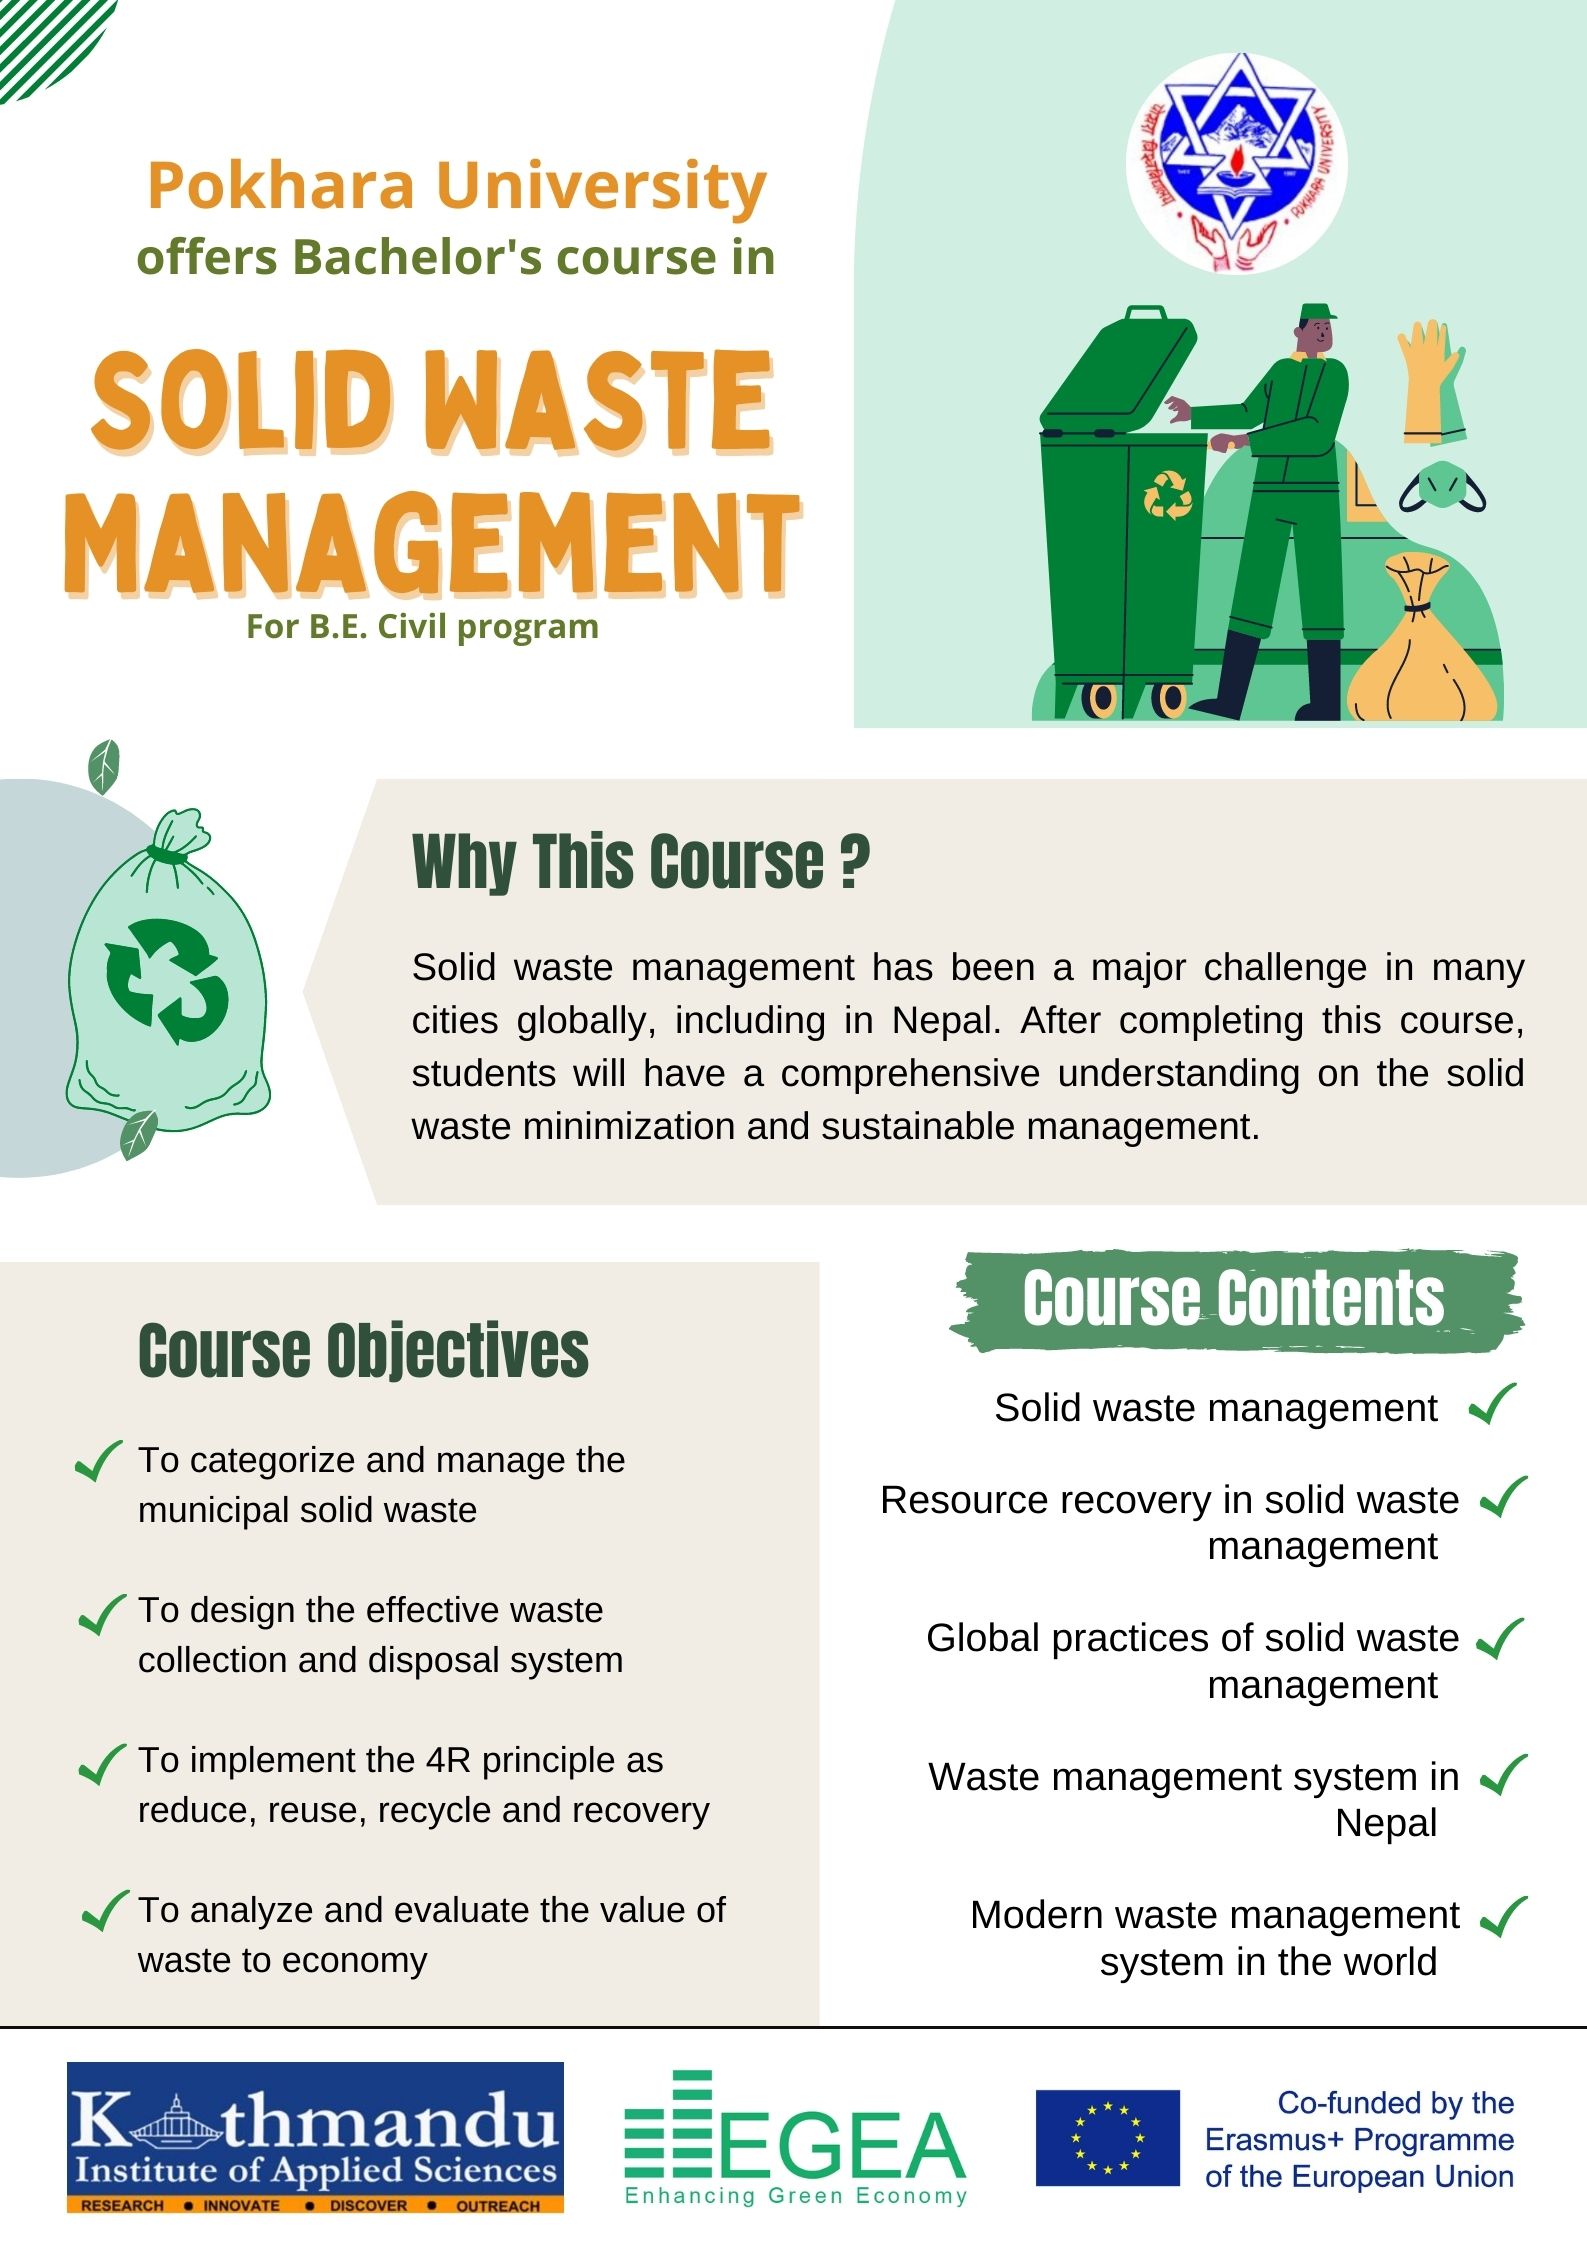 Pokhara University
offers Bachelor's course in
SOLID WASTE
MANAGEMENT
For B.E. Civil program
पोखरा विश्वविद्यालय
POKHARA UNIVERSITY
1997
Why This Course ?
Solid waste management has been a major challenge in many
cities globally, including in Nepal. After completing this course,
students will have a comprehensive understanding on the solid
waste minimization and sustainable management.
Course Objectives
To categorize and manage the
municipal solid waste
To design the effective waste
collection and disposal system
To implement the 4R principle as
reduce, reuse, recycle and recovery
To analyze and evaluate the value of
waste to economy
Course Contents
Solid waste management
Resource recovery in solid waste
management
Global practices of solid waste
management
Waste management system in
Nepal
Modern waste management
system in the world
Kathmandu
Institute of Applied Sciences
RESEARCH ● INNOVATE ● DISCOVER ● OUTREACH
EGEA
Enhancing Green Economy
Co-funded by the
Erasmus+ Programme
of the European Union